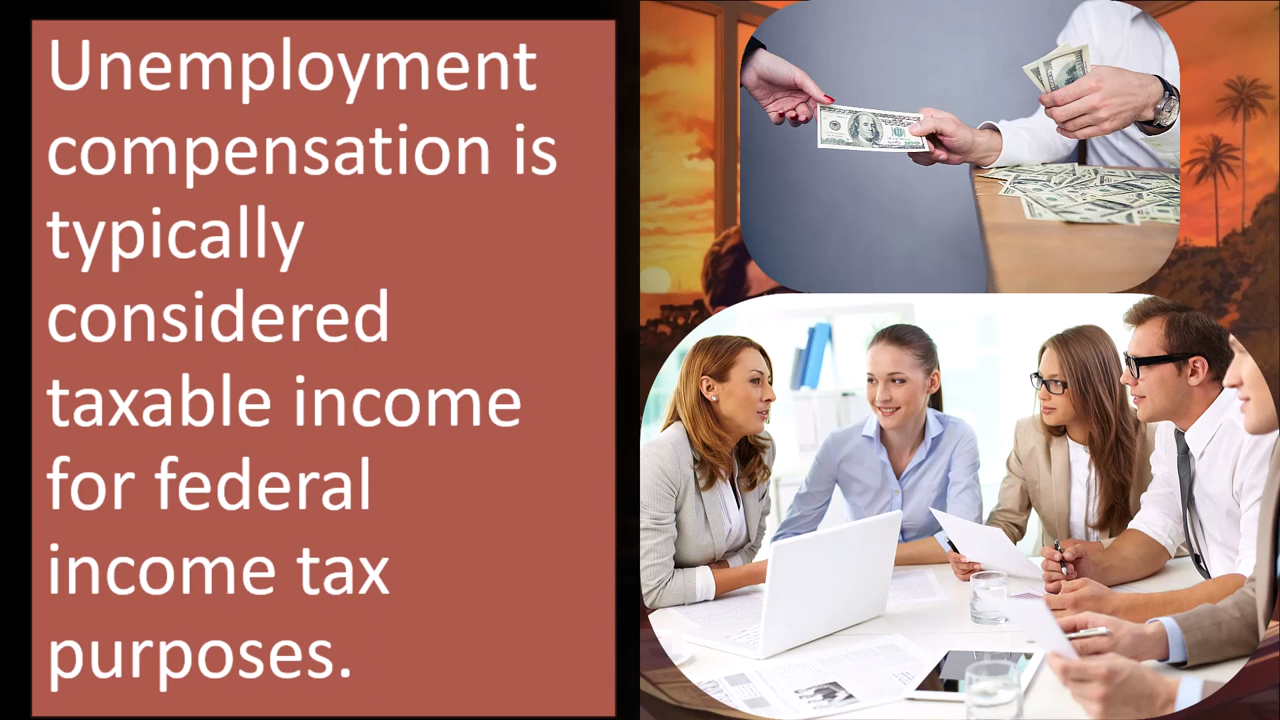 Unemployment
compensation is
typically
considered
taxable income
for federal
income tax
purposes.